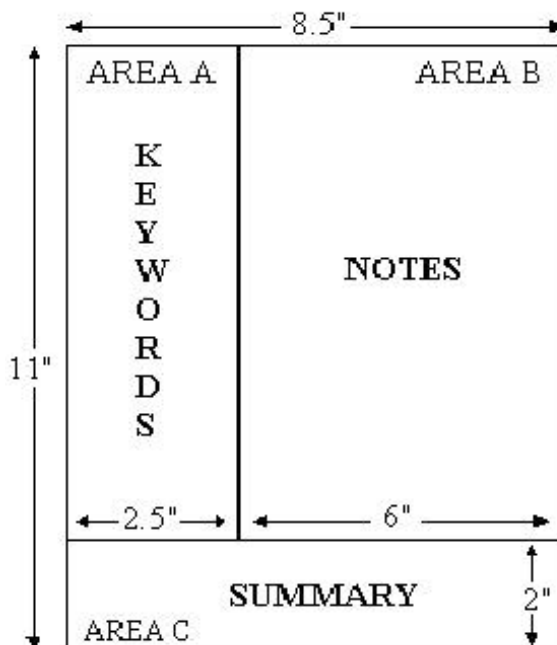 8.5"
AREA A
AREA B
K
E
Y
W
O
R
D
S
NOTES
11"
2.5"
6"
SUMMARY
2"
AREA C